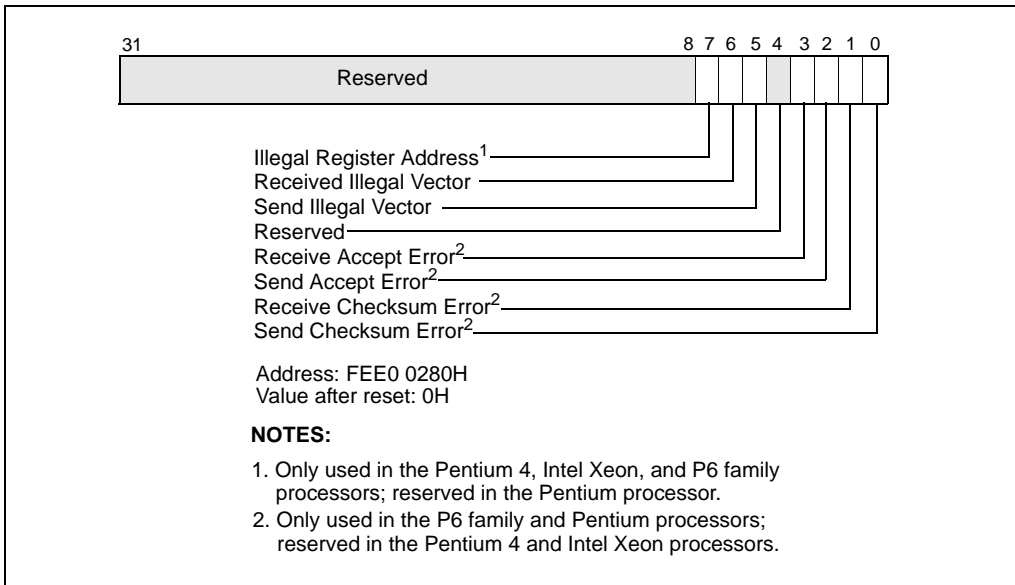 31 8 7 6 5 4 3 2 1 0
Reserved
Illegal Register Address1
Received Illegal Vector
Send Illegal Vector
Reserved
Receive Accept Error2
Send Accept Error2
Receive Checksum Error2
Send Checksum Error2
Address: FEE0 0280H
Value after reset: 0H
NOTES:
1. Only used in the Pentium 4, Intel Xeon, and P6 family
processors; reserved in the Pentium processor.
2. Only used in the P6 family and Pentium processors;
reserved in the Pentium 4 and Intel Xeon processors.